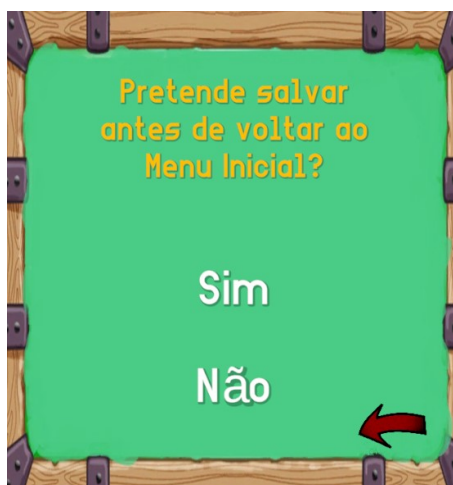 Pretende salvar
antes de voltar ao
Menu Inicial?
Sim
Não